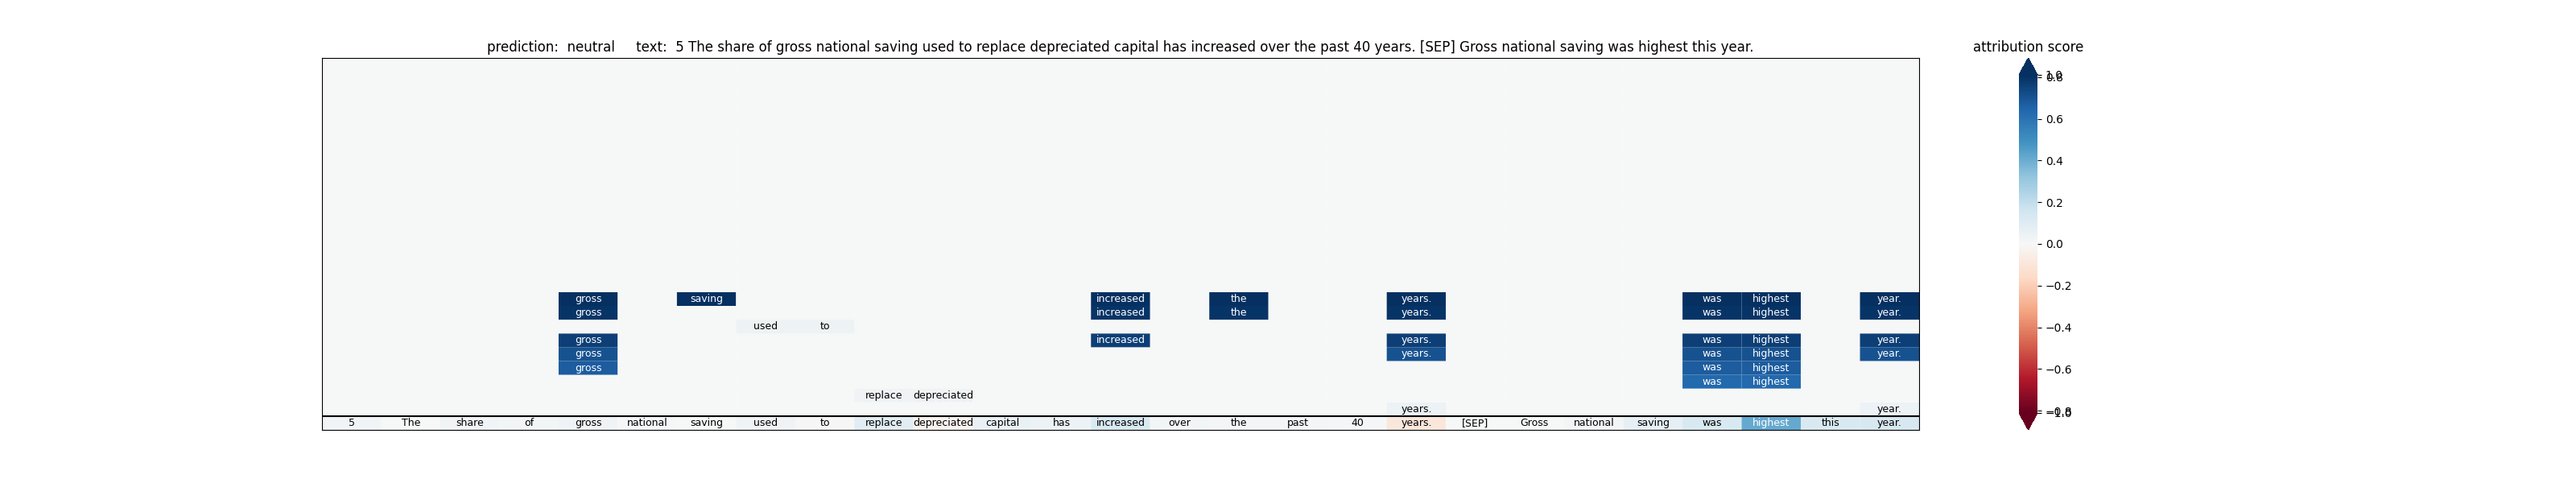 prediction: neutral text: 5 The share of gross national saving used to replace depreciated capital has increased over the past 40 years. [SEP] Gross national saving was highest this year.
attribution score
gross saving increased the years. was highest year.
gross increased the years. was highest year.
used to
gross increased years. was highest year.
gross years. was highest year.
gross was highest
was highest
replace depreciated
years. year.
5 The share of gross national saving used to replace depreciated capital has increased over the past 40 years. [SEP] Gross national saving was highest this year.
1.0
0.8
0.6
0.4
0.2
0.0
−0.2
−0.4
−0.6
−0.8
−1.0